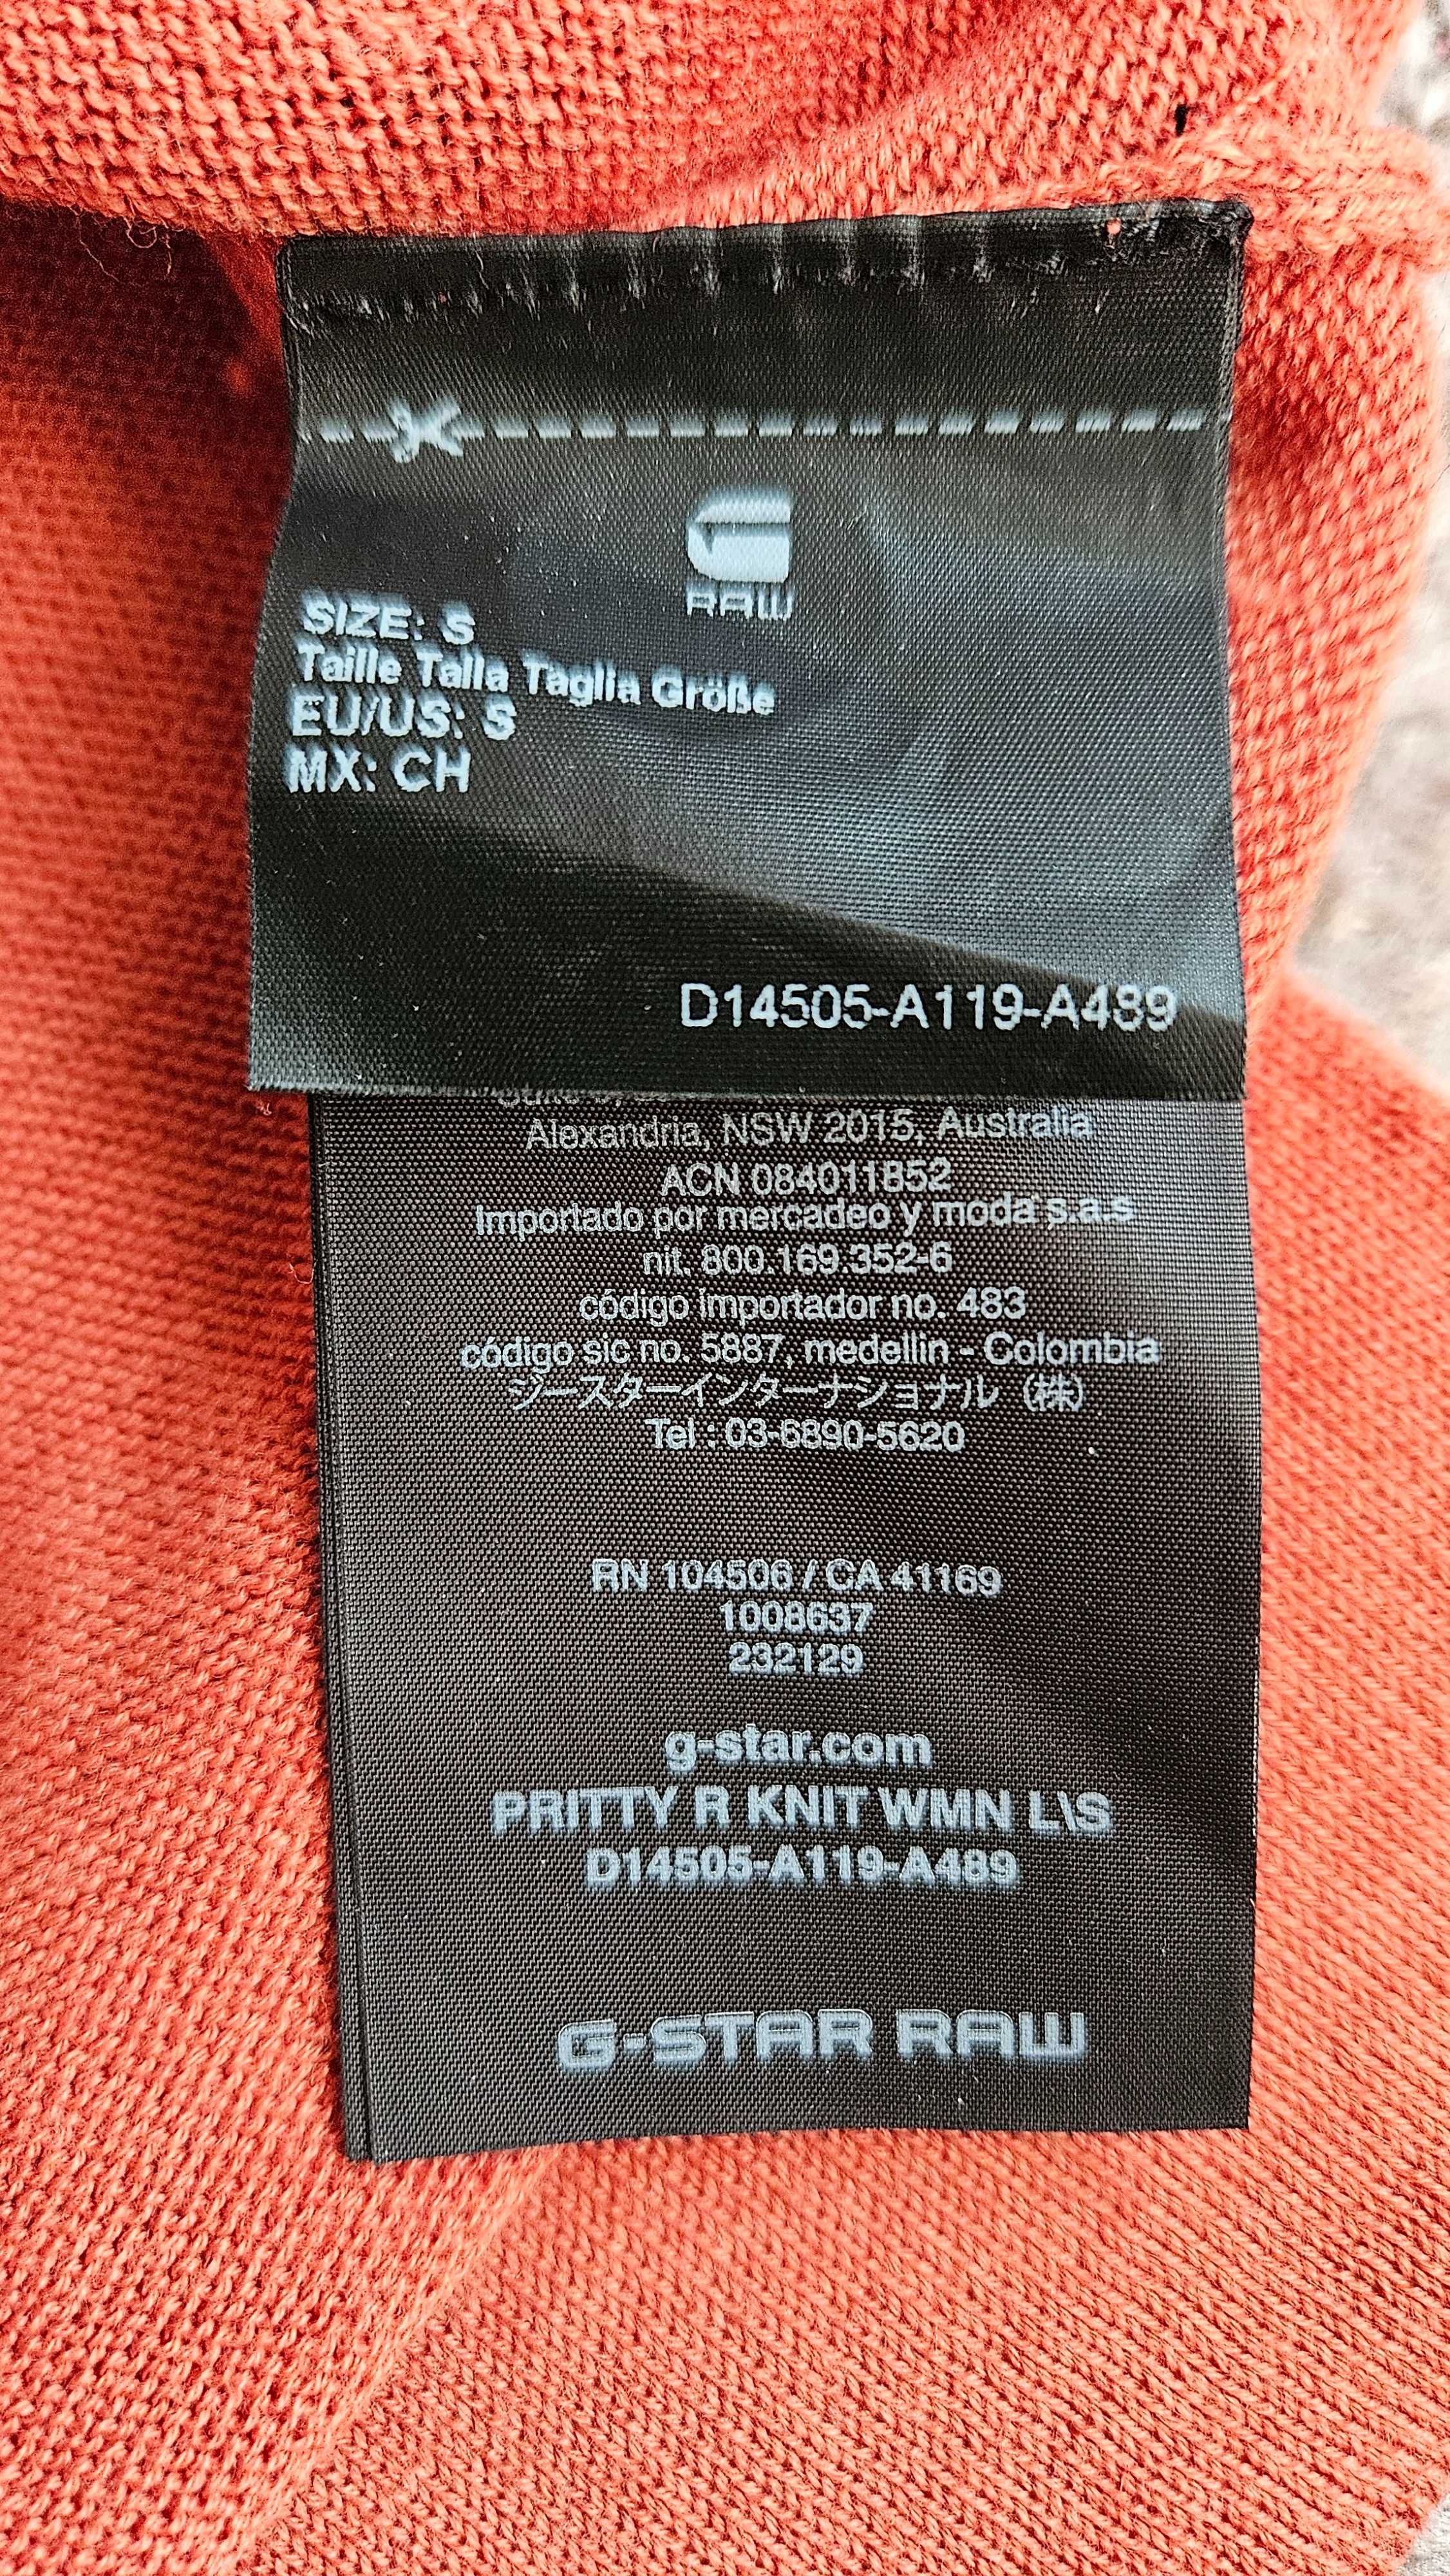 RAW
SIZE: S
Taille Talla Taglia Größe
EU/US: S
MX: CH
D14505-A119-A489
Alexandria, NSW 2015, Australia
ACN 084011852
Importado por mercadeo y moda s.a.s
nit. 800.169.352-6
código importador no. 483
código sic no. 5887, medellin - Colombia
ジースターインターナショナル（株）
Tel : 03-6890-5620
RN 104506 / CA 41169
1008637
232129
g-star.com
PRITTY R KNIT WMN L\S
D14505-A119-A489
G-STAR RAW